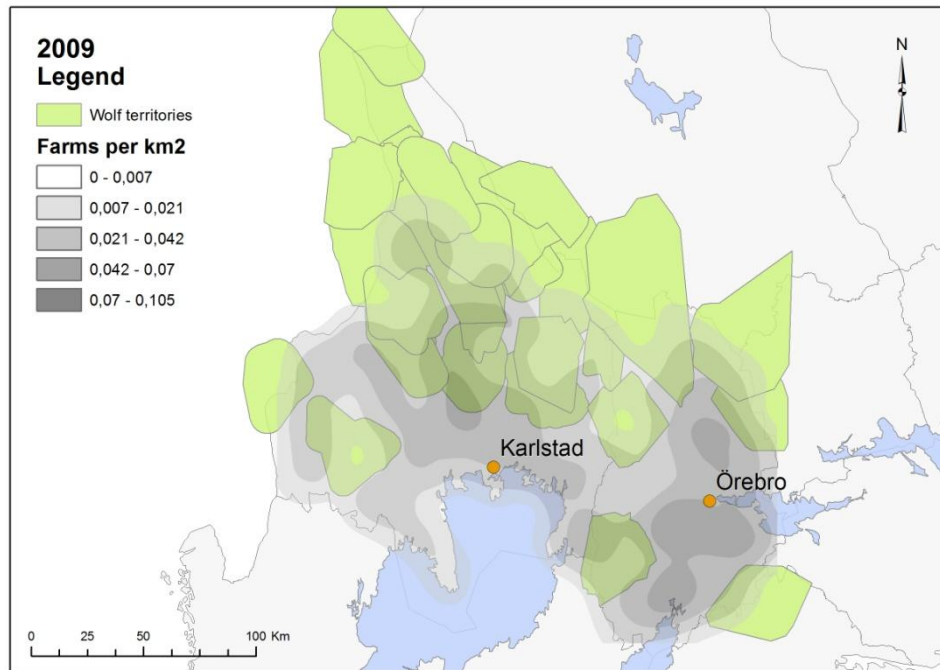 2009
Legend
Wolf territories
Farms per km2
0 - 0,007
0,007 - 0,021
0,021 - 0,042
0,042 - 0,07
0,07 - 0,105
N
Karlstad
Örebro
0 25 50 100 Km